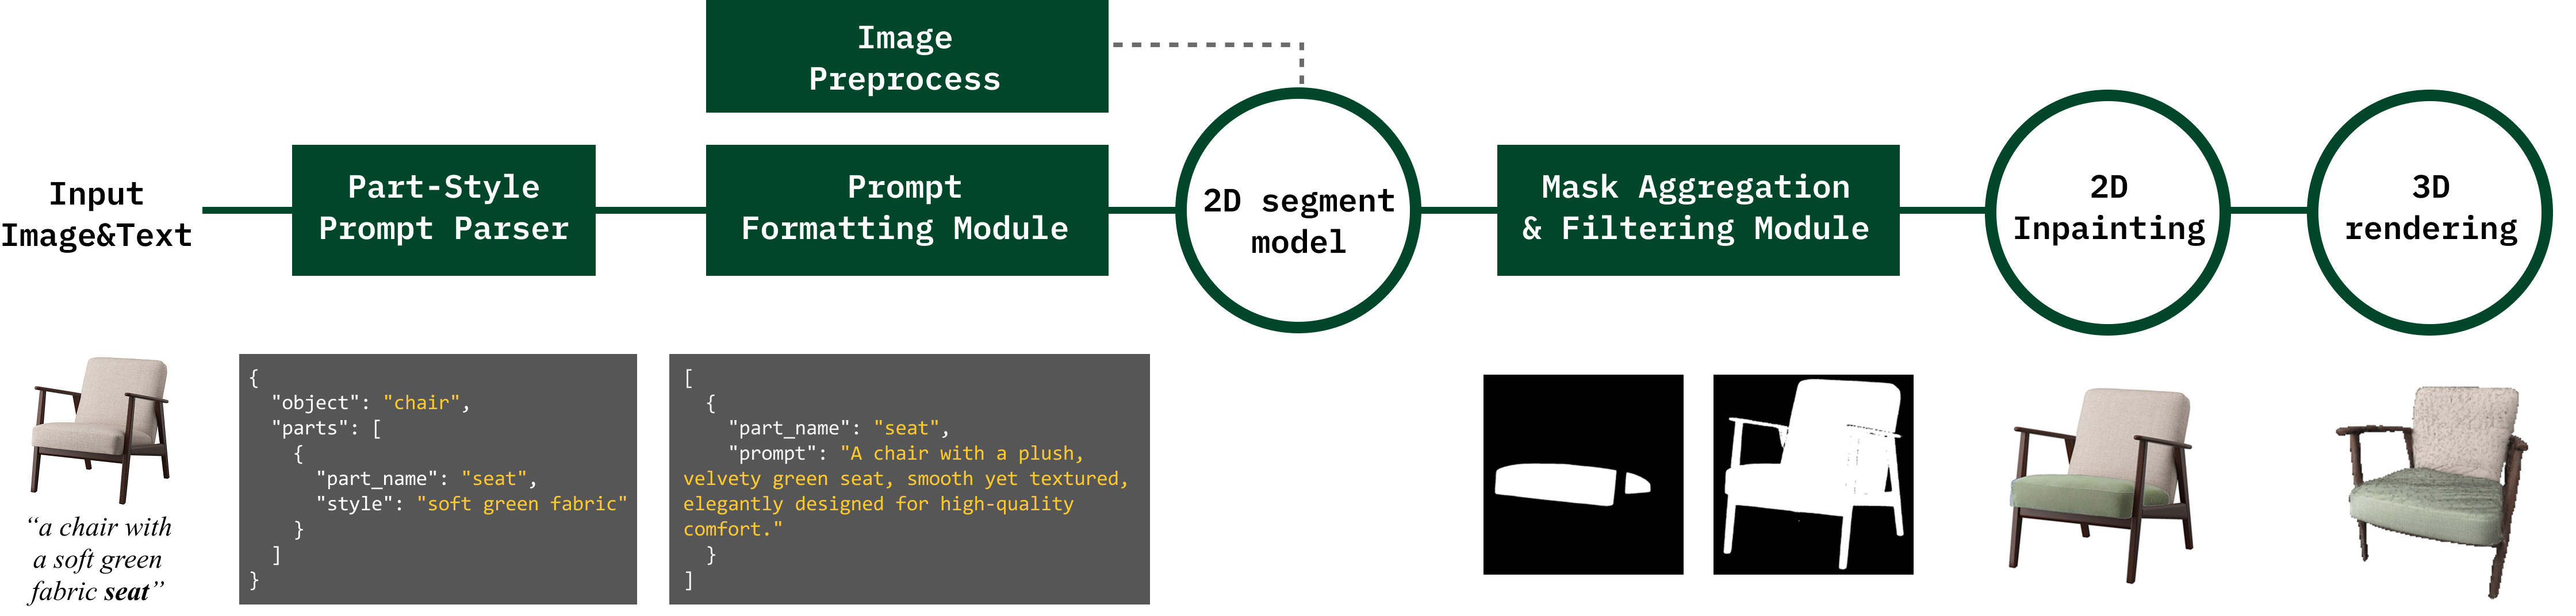 Image
Preprocess
Input
Image&Text
Part-Style
Prompt Parser
Prompt
Formatting Module
2D segment
model
Mask Aggregation
& Filtering Module
2D
Inpainting
3D
rendering
“a chair with
a soft green
fabric seat”
{
"object": "chair",
"parts": [
{
"part_name": "seat",
"style": "soft green fabric"
}
]
}
[
{
"part_name": "seat",
"prompt": "A chair with a plush,
velvety green seat, smooth yet textured,
elegantly designed for high-quality
comfort."
}
]